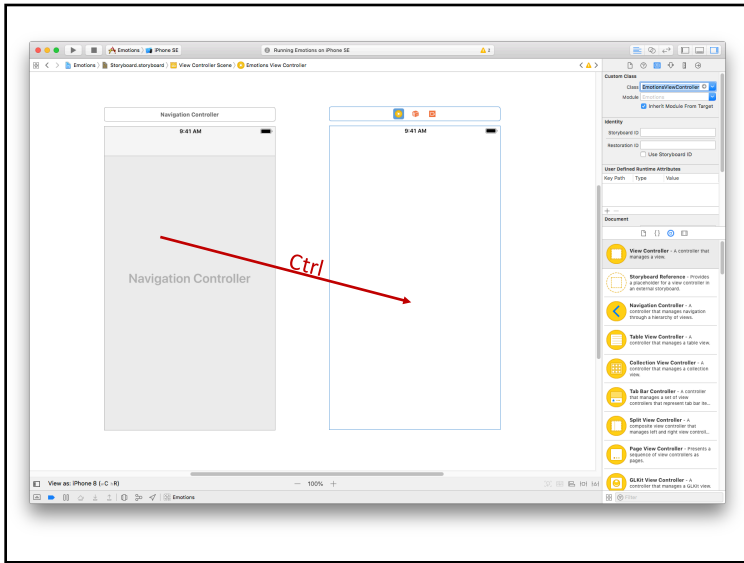 Emotions
iPhone SE
Running Emotions on iPhone SE
2
Emotions
Storyboard.storyboard
View Controller Scene
Emotions View Controller
Navigation Controller
9:41 AM
Navigation Controller
9:41 AM
Ctrl
Custom Class
Class
EmotionsViewController
Module
Emotions
Inherit Module From Target
Identity
Storyboard ID
Restoration ID
Use Storyboard ID
User Defined Runtime Attributes
Key Path Type Value
Document
View Controller - A controller that
manages a view.
Storyboard Reference - Provides
a placeholder for a view controller in
an external storyboard.
Navigation Controller - A
controller that manages navigation
through a hierarchy of views.
Table View Controller - A
controller that manages a table view.
Collection View Controller - A
controller that manages a collection
view.
Tab Bar Controller - A controller
that manages a set of view
controllers that represent tab bar ite...
Split View Controller - A
composite view controller that
manages left and right view controll...
Page View Controller - Presents a
sequence of view controllers as
pages.
GLKit View Controller - A
controller that manages a GLKit view.
View as: iPhone 8 (wC hR)
— 100% +
Emotions
Filter